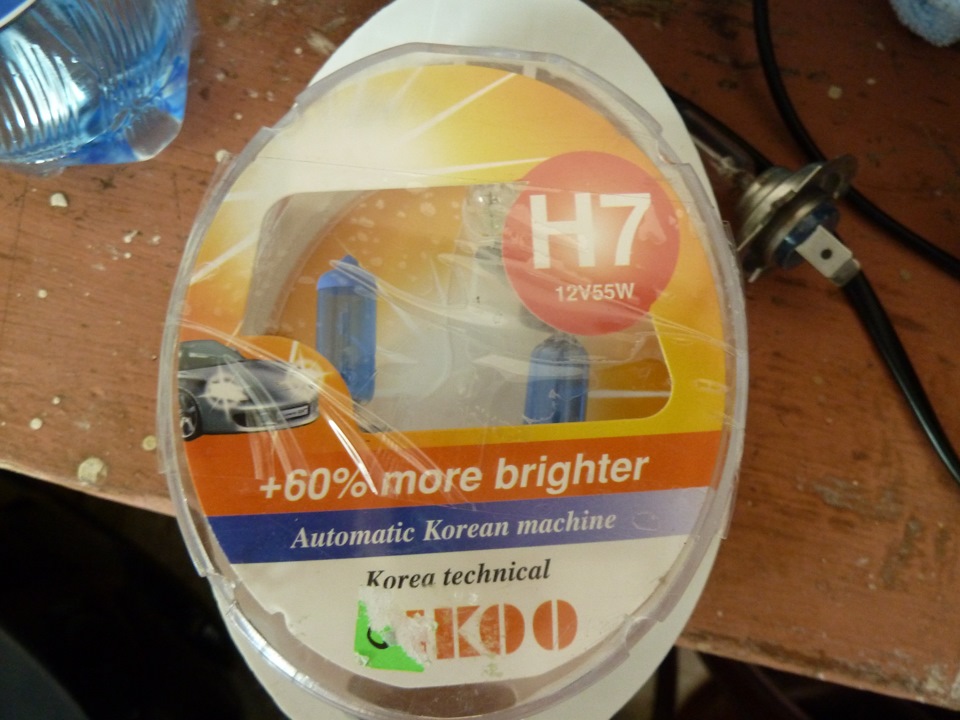 H7
12V55W
+60% more brighter
Automatic Korean machine
Korea technical